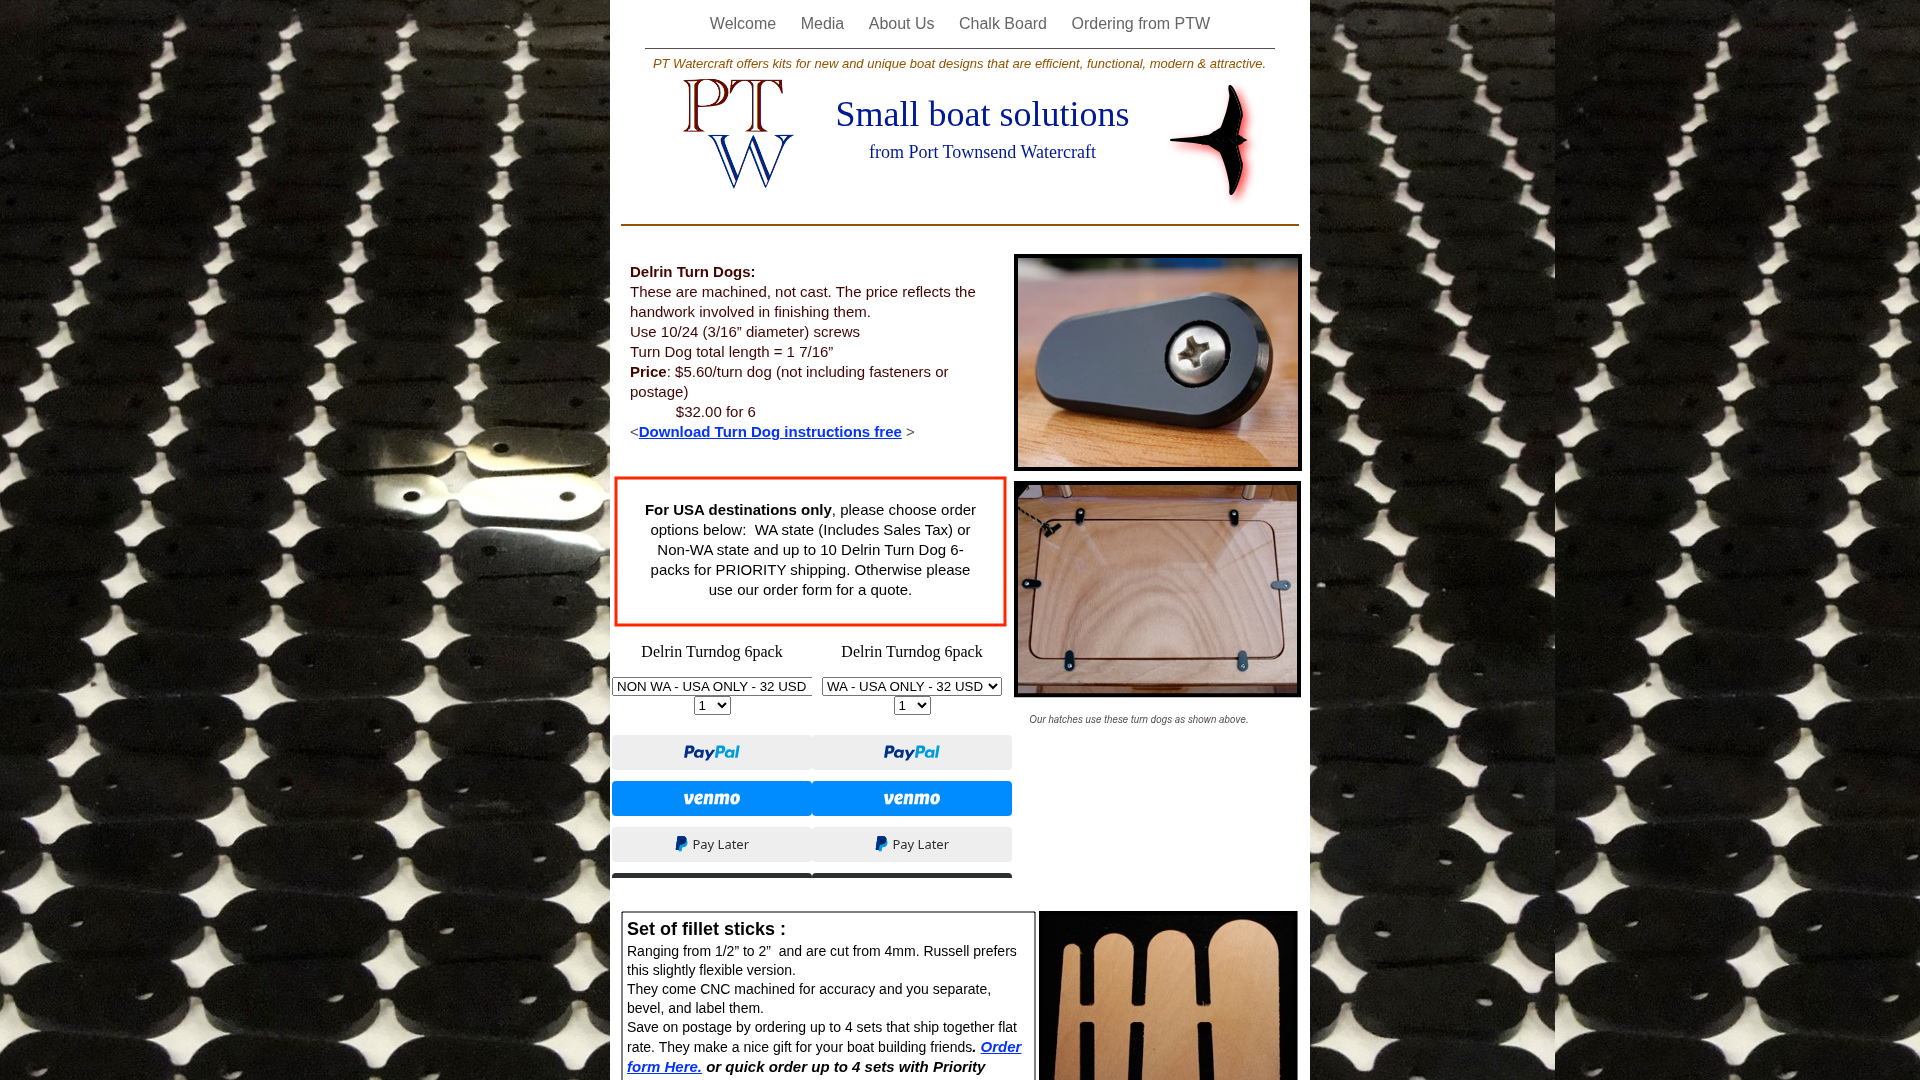 Welcome Media About Us Chalk Board Ordering from PTW
PT Watercraft offers kits for new and unique boat designs that are efficient, functional, modern & attractive.
PT
W
Small boat solutions
from Port Townsend Watercraft
Delrin Turn Dogs:
These are machined, not cast. The price reflects the
handwork involved in finishing them.
Use 10/24 (3/16” diameter) screws
Turn Dog total length = 1 7/16”
Price: $5.60/turn dog (not including fasteners or
postage)
$32.00 for 6
<Download Turn Dog instructions free >
For USA destinations only, please choose order
options below:  WA state (Includes Sales Tax) or
Non-WA state and up to 10 Delrin Turn Dog 6-
packs for PRIORITY shipping. Otherwise please
use our order form for a quote.
Delrin Turndog 6pack
NON WA - USA ONLY - 32 USD
1
PayPal
venmo
Pay Later
Delrin Turndog 6pack
WA - USA ONLY - 32 USD
1
PayPal
venmo
Pay Later
Our hatches use these turn dogs as shown above.
Set of fillet sticks :
Ranging from 1/2” to 2”  and are cut from 4mm. Russell prefers
this slightly flexible version.
They come CNC machined for accuracy and you separate,
bevel, and label them.
Save on postage by ordering up to 4 sets that ship together flat
rate. They make a nice gift for your boat building friends. Order
form Here. or quick order up to 4 sets with Priority